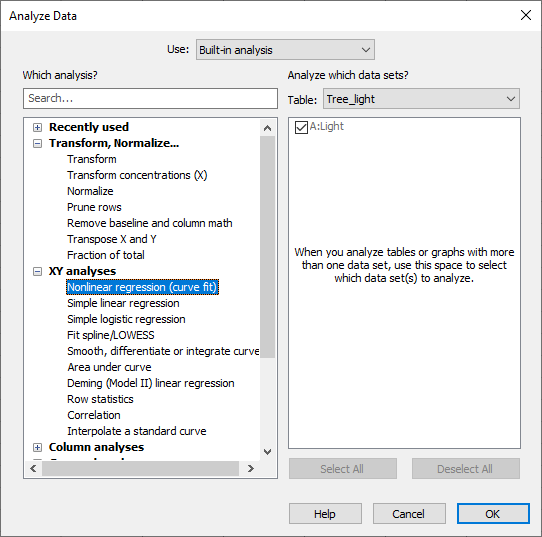 Analyze Data
Use: Built-in analysis
Which analysis?
Search...
Recently used
Transform, Normalize...
Transform
Transform concentrations (X)
Normalize
Prune rows
Remove baseline and column math
Transpose X and Y
Fraction of total
XY analyses
Nonlinear regression (curve fit)
Simple linear regression
Simple logistic regression
Fit spline/LOWESS
Smooth, differentiate or integrate curve
Area under curve
Deming (Model II) linear regression
Row statistics
Correlation
Interpolate a standard curve
Column analyses
Analyze which data sets?
Table: Tree_light
A:Light
When you analyze tables or graphs with more
than one data set, use this space to select
which data set(s) to analyze.
Select All Deselect All
Help Cancel OK